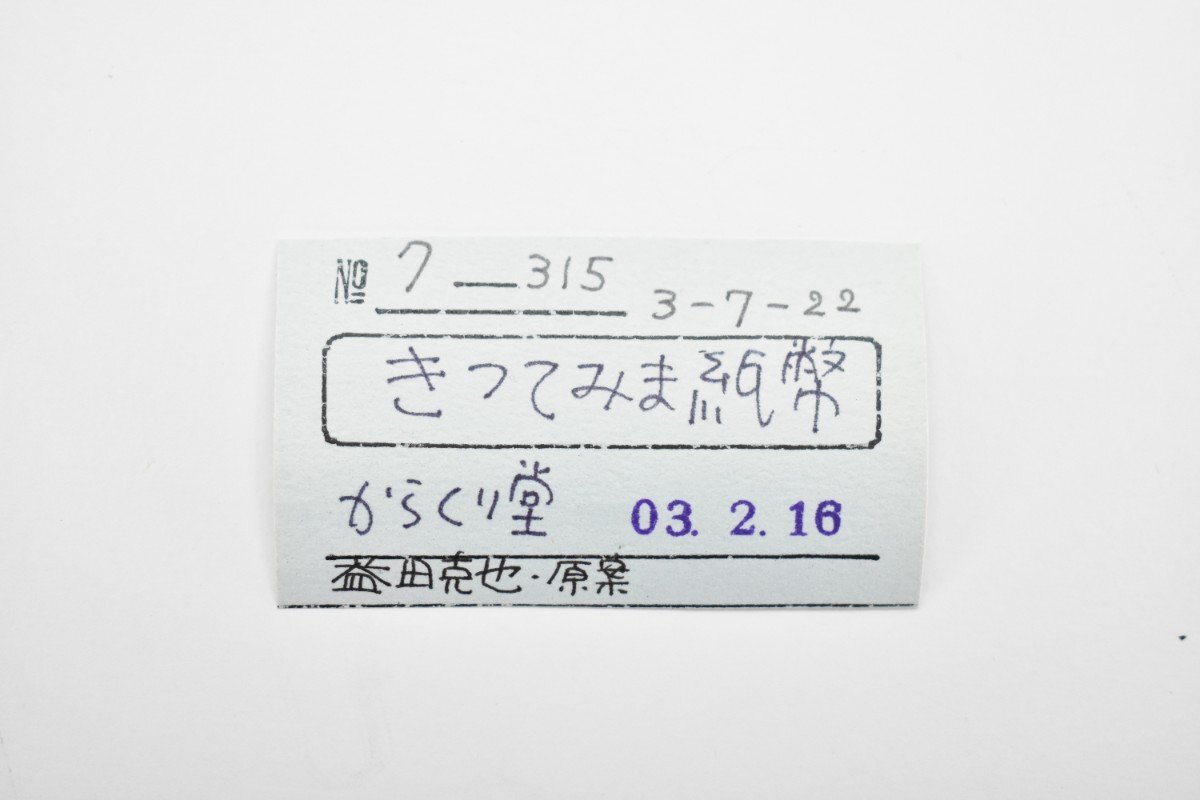 № 7 — 315
3-7-22
きってみま紙幣
からくり堂 03. 2. 16
益田克也・原案